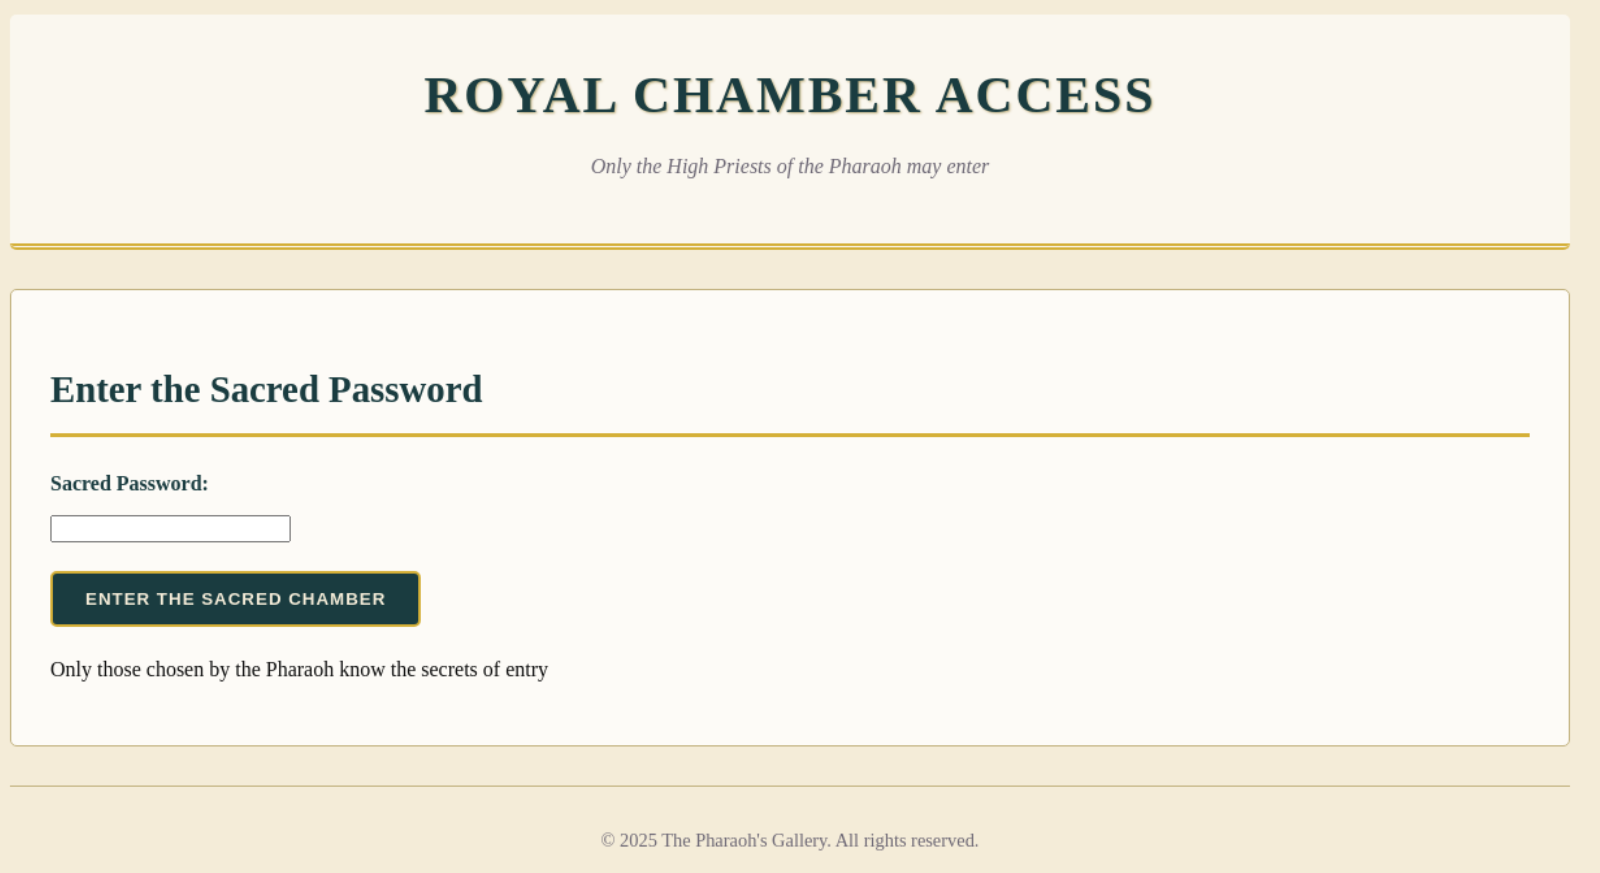 ROYAL CHAMBER ACCESS
Only the High Priests of the Pharaoh may enter
Enter the Sacred Password
Sacred Password:
ENTER THE SACRED CHAMBER
Only those chosen by the Pharaoh know the secrets of entry
© 2025 The Pharaoh's Gallery. All rights reserved.